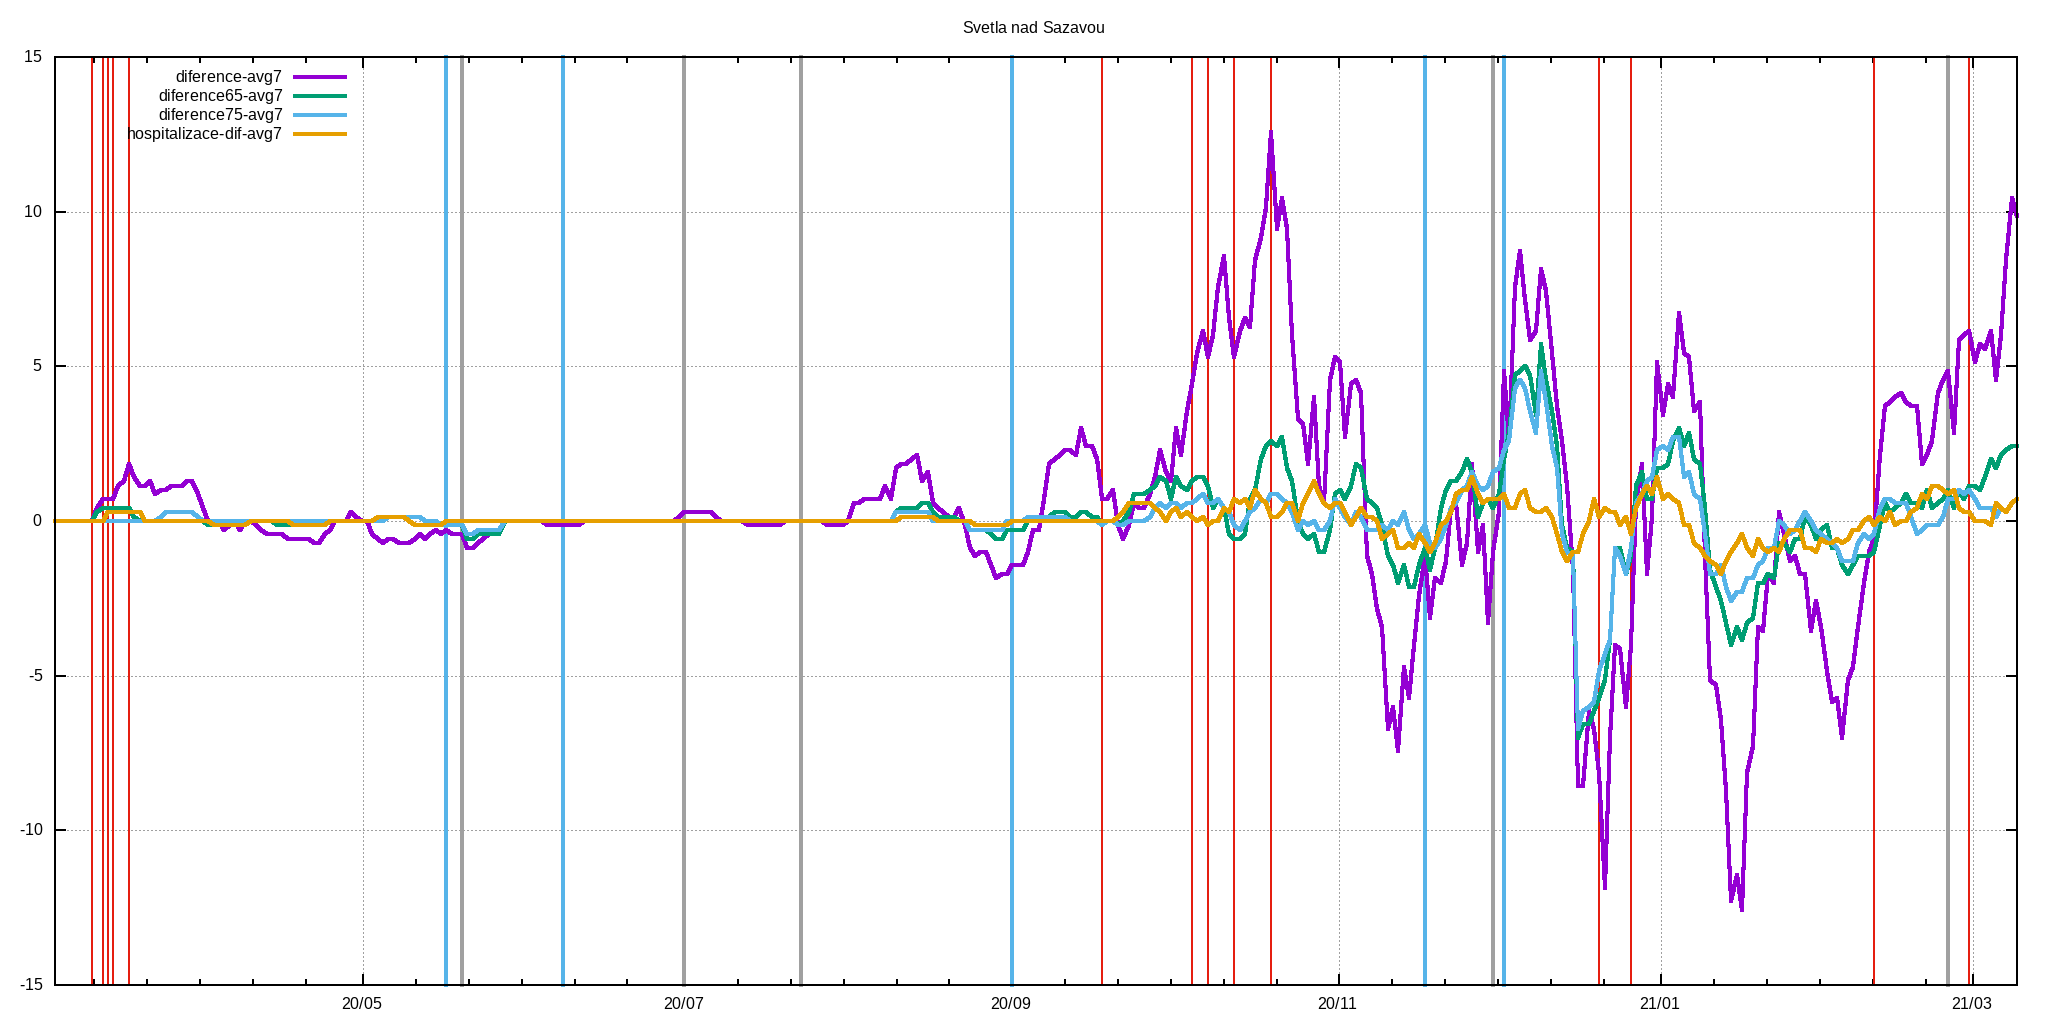 Svetla nad Sazavou
15
10
5
0
-5
-10
-15
diference-avg7
diference65-avg7
diference75-avg7
hospitalizace-dif-avg7
20/05
20/07
20/09
20/11
21/01
21/03